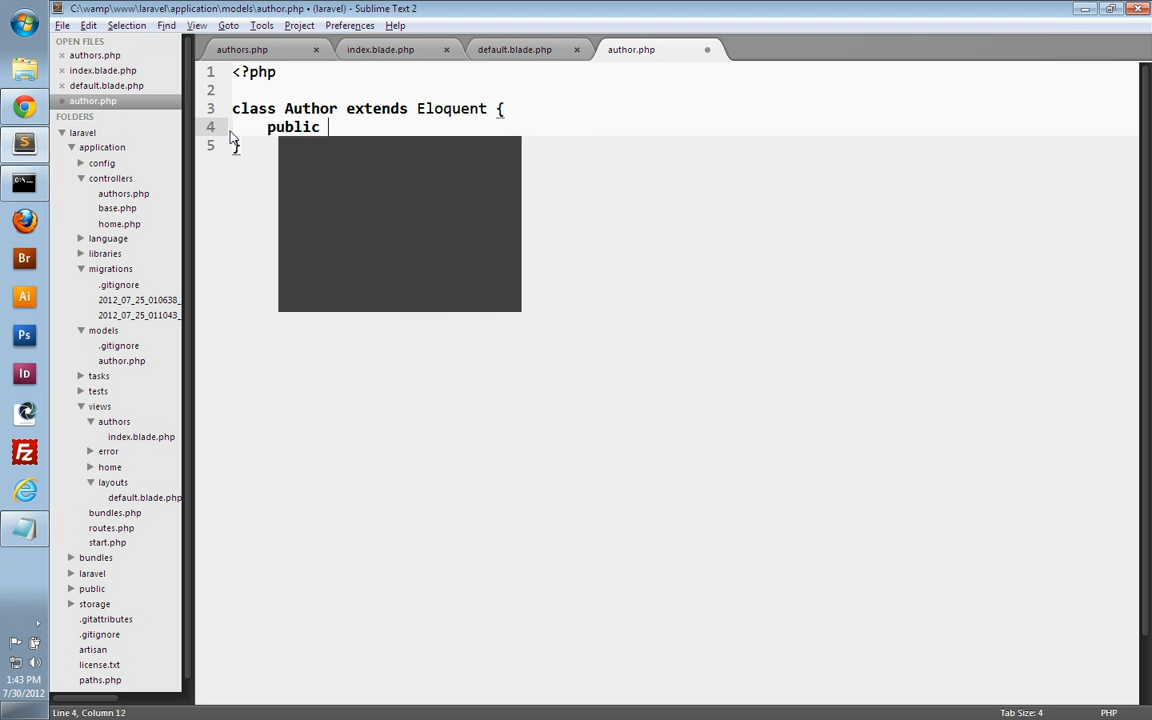 C:\wamp\www\laravel\application\models\author.php • (laravel) - Sublime Text 2
File Edit Selection Find View Goto Tools Project Preferences Help
OPEN FILES
authors.php
index.blade.php
default.blade.php
author.php
FOLDERS
laravel
application
config
controllers
authors.php
base.php
home.php
language
libraries
migrations
.gitignore
2012_07_25_010638_
2012_07_25_011043_
models
.gitignore
author.php
tasks
tests
views
authors
index.blade.php
error
home
layouts
default.blade.php
bundles.php
routes.php
start.php
bundles
laravel
public
storage
.gitattributes
.gitignore
artisan
license.txt
paths.php
authors.php index.blade.php default.blade.php author.php
1 <?php
2
3 class Author extends Eloquent {
4 public
5 }
C:\
Br
Ai
Ps
Id
Fz
1:43 PM
7/30/2012
Line 4, Column 12
Tab Size: 4
PHP